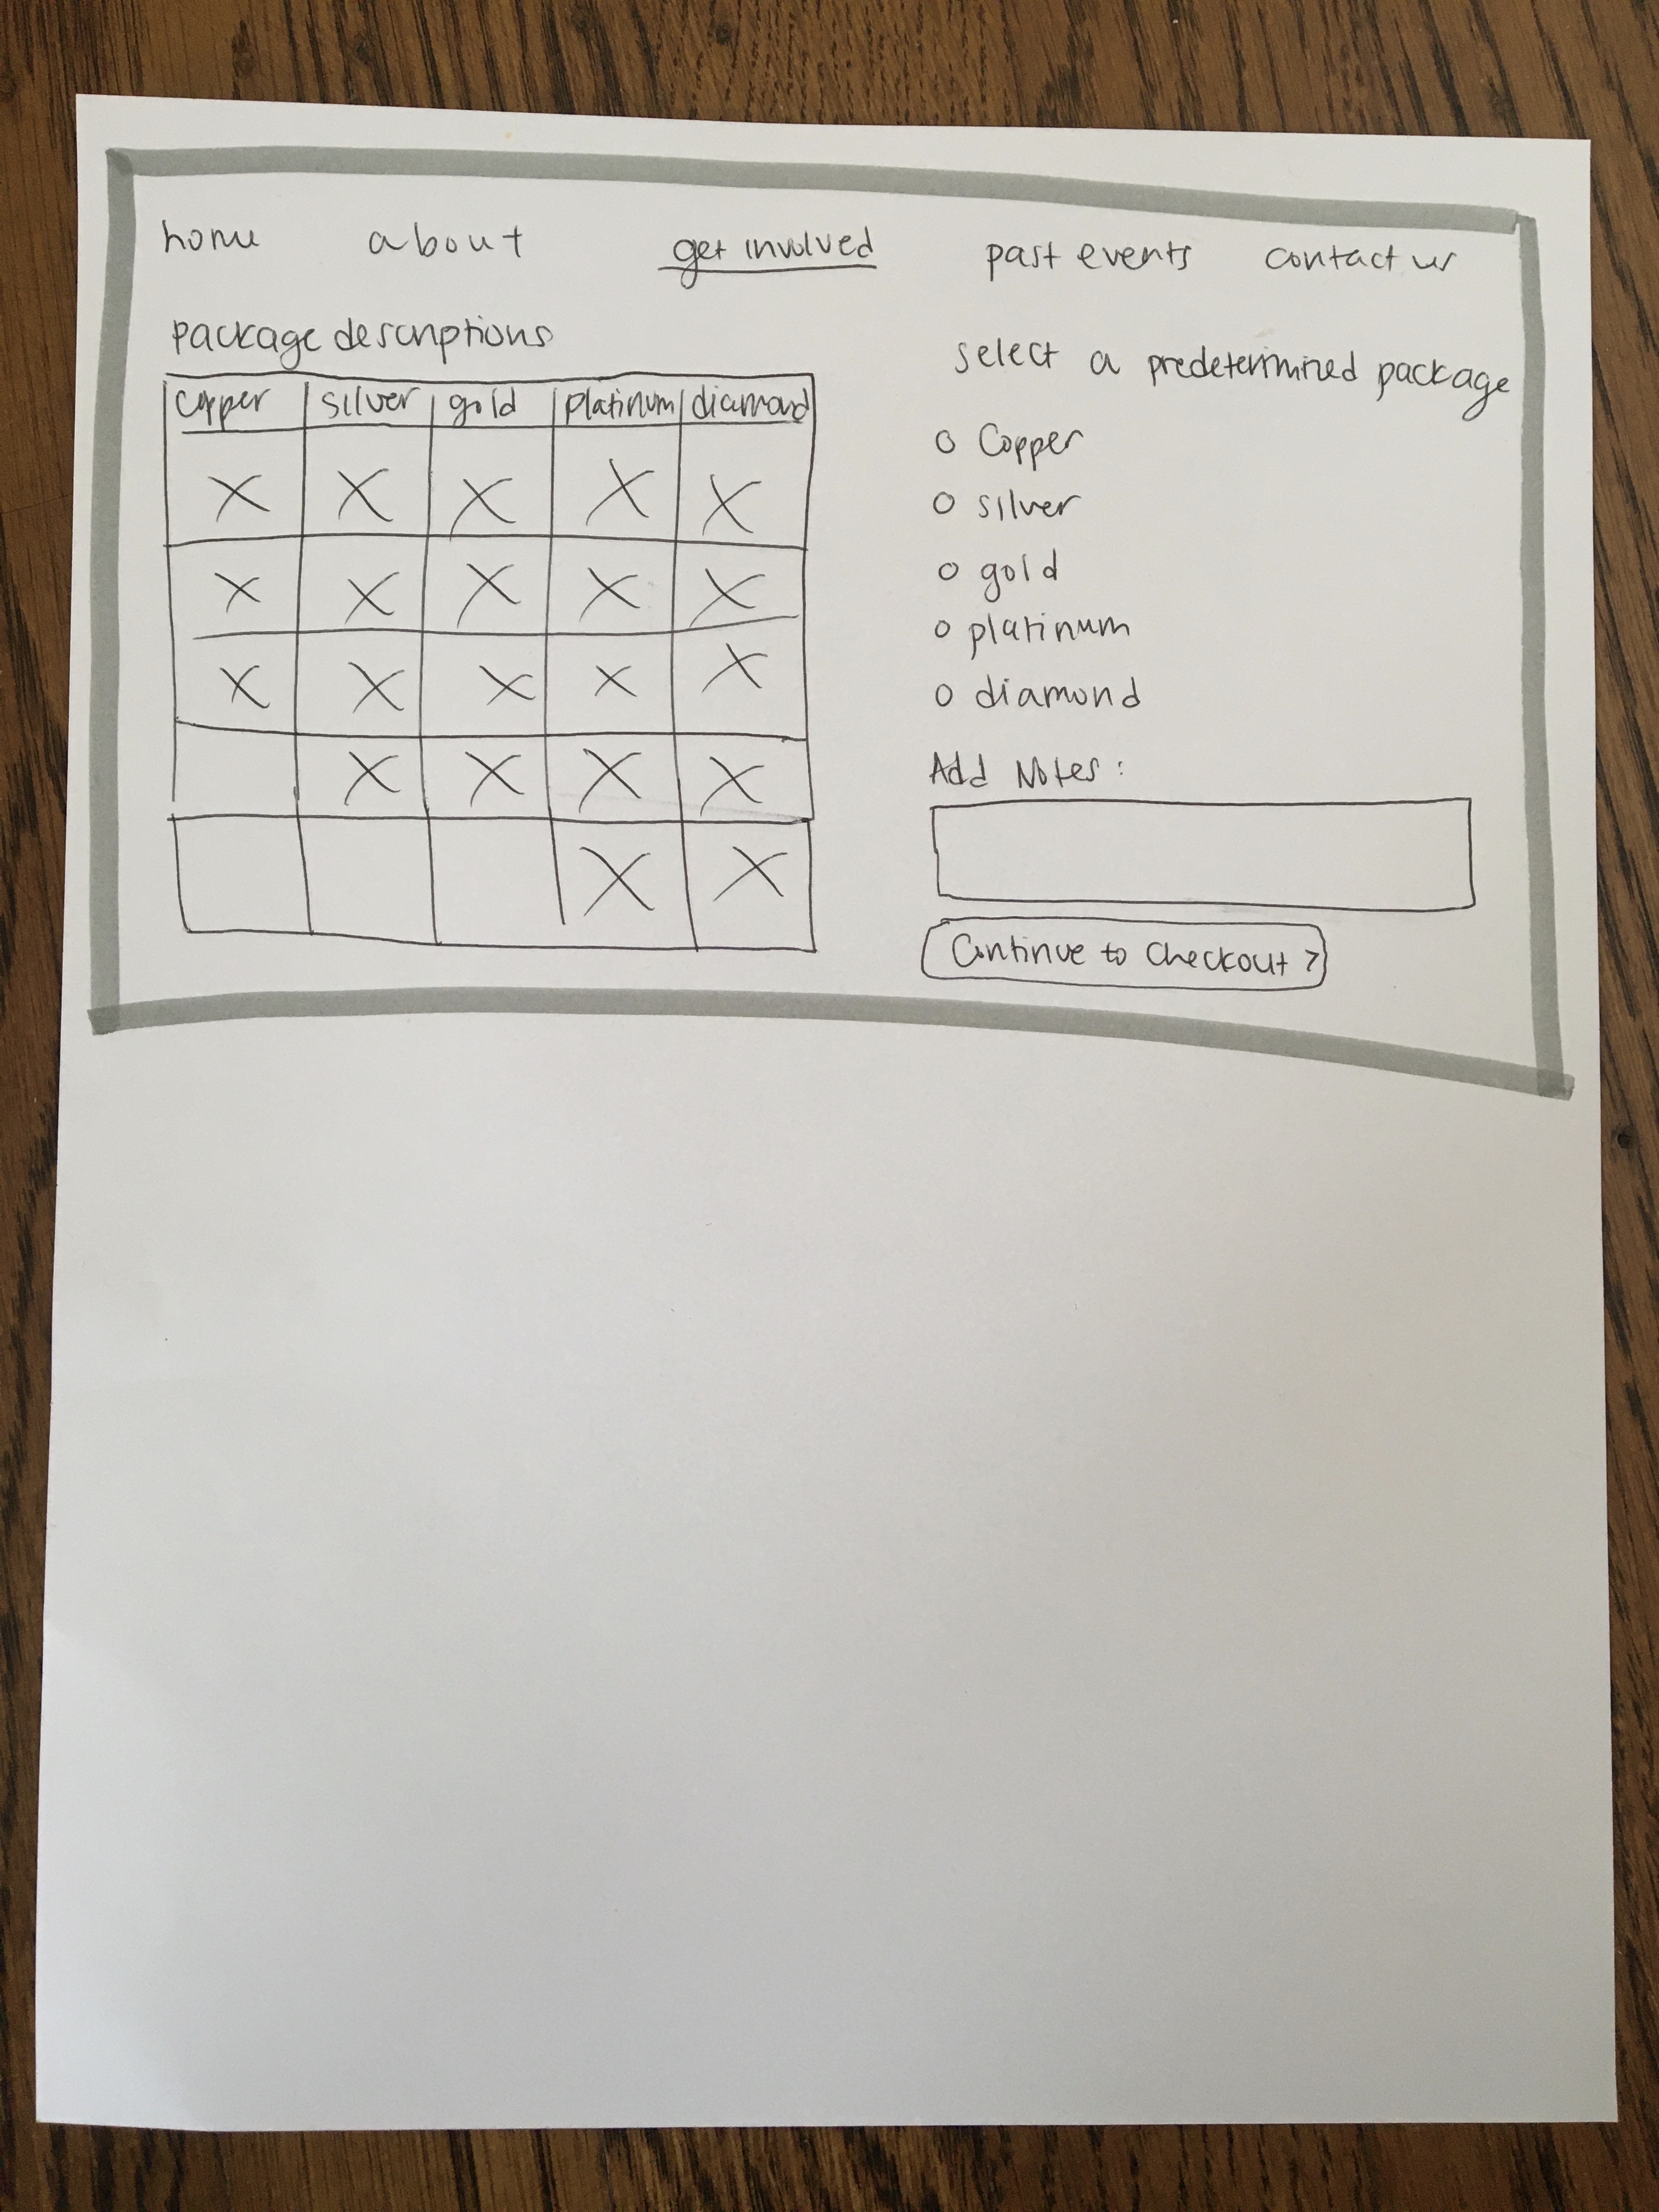 home about get involved past events contact us
package descriptions
select a predetermined package
copper silver gold platinum diamond
X X X X X
X X X X X
X X X X X
X X X X
X X
o Copper
o silver
o gold
o platinum
o diamond
Add Notes:
Continue to Checkout >